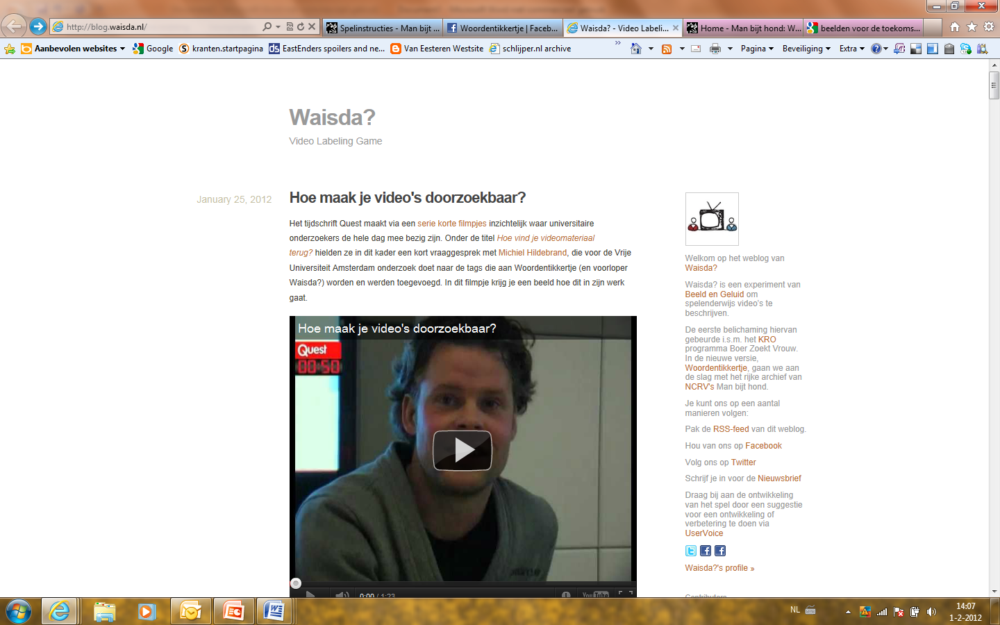 http://blog.waisda.nl/
Spelinstructies - Man bijt ...
Woordentikkertje | Faceb...
Waisda? - Video Labeli...
Home - Man bijt hond: W...
beelden voor de toekoms...
Aanbevolen websites
Google
kranten.startpagina
EastEnders spoilers and ne...
Van Eesteren Westsite
schlijper.nl archive
Pagina
Beveiliging
Extra
Waisda?
Video Labeling Game
January 25, 2012
Hoe maak je video's doorzoekbaar?
Het tijdschrift Quest maakt via een serie korte filmpjes inzichtelijk waar universitaire
onderzoekers de hele dag mee bezig zijn. Onder de titel Hoe vind je videomateriaal
terug? hielden ze in dit kader een kort vraaggesprek met Michiel Hildebrand, die voor de Vrije
Universiteit Amsterdam onderzoek doet naar de tags die aan Woordentikkertje (en voorloper
Waisda?) worden en werden toegevoegd. In dit filmpje krijg je een beeld hoe dit in zijn werk
gaat.
Hoe maak je video's doorzoekbaar?
Quest
00:50
0:00 / 1:23
YouTube
Welkom op het weblog van
Waisda?
Waisda? is een experiment van
Beeld en Geluid om
spelenderwijs video's te
beschrijven.
De eerste belichaming hiervan
gebeurde i.s.m. het KRO
programma Boer Zoekt Vrouw.
In de nieuwe versie,
Woordentikkertje, gaan we aan
de slag met het rijke archief van
NCRV's Man bijt hond.
Je kunt ons op een aantal
manieren volgen:
Pak de RSS-feed van dit weblog.
Hou van ons op Facebook
Volg ons op Twitter
Schrijf je in voor de Nieuwsbrief
Draag bij aan de ontwikkeling
van het spel door een suggestie
voor een ontwikkeling of
verbetering te doen via
UserVoice
Waisda?'s profile »
Contributors
NL
14:07
1-2-2012